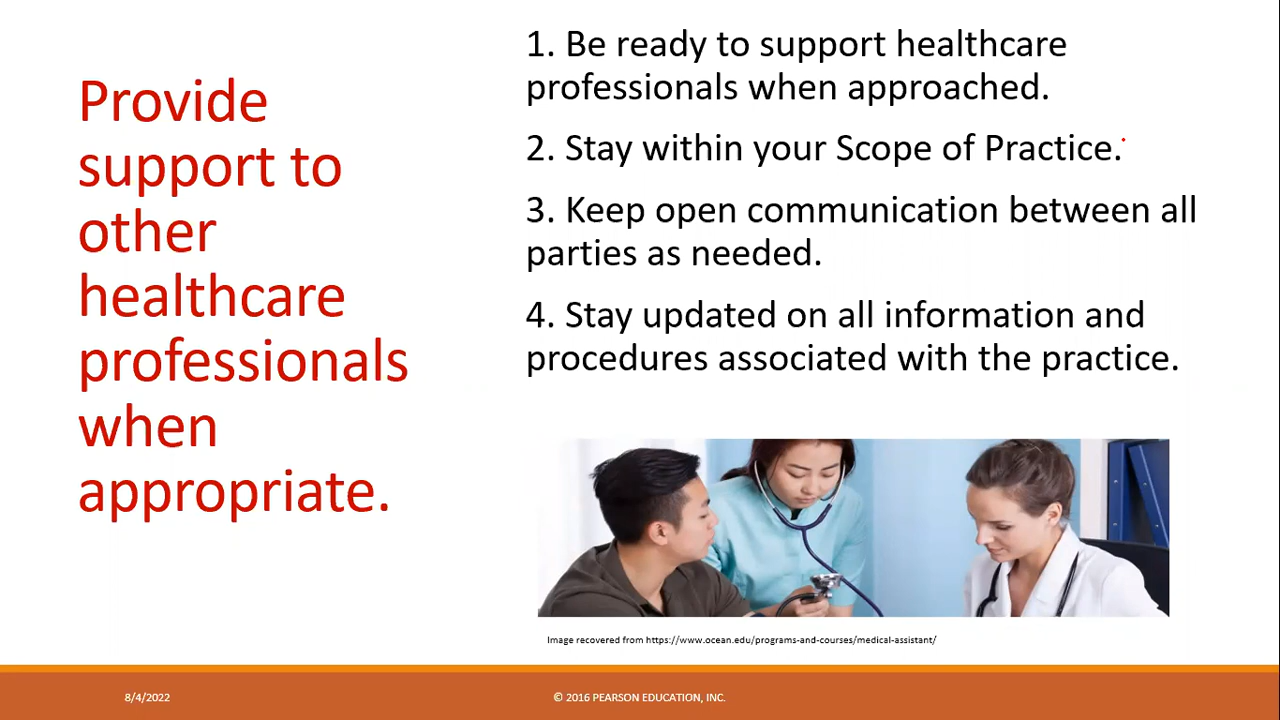 Provide
support to
other
healthcare
professionals
when
appropriate.
1. Be ready to support healthcare
professionals when approached.
2. Stay within your Scope of Practice.
3. Keep open communication between all
parties as needed.
4. Stay updated on all information and
procedures associated with the practice.
Image recovered from https://www.ocean.edu/programs-and-courses/medical-assistant/
8/4/2022
© 2016 PEARSON EDUCATION, INC.